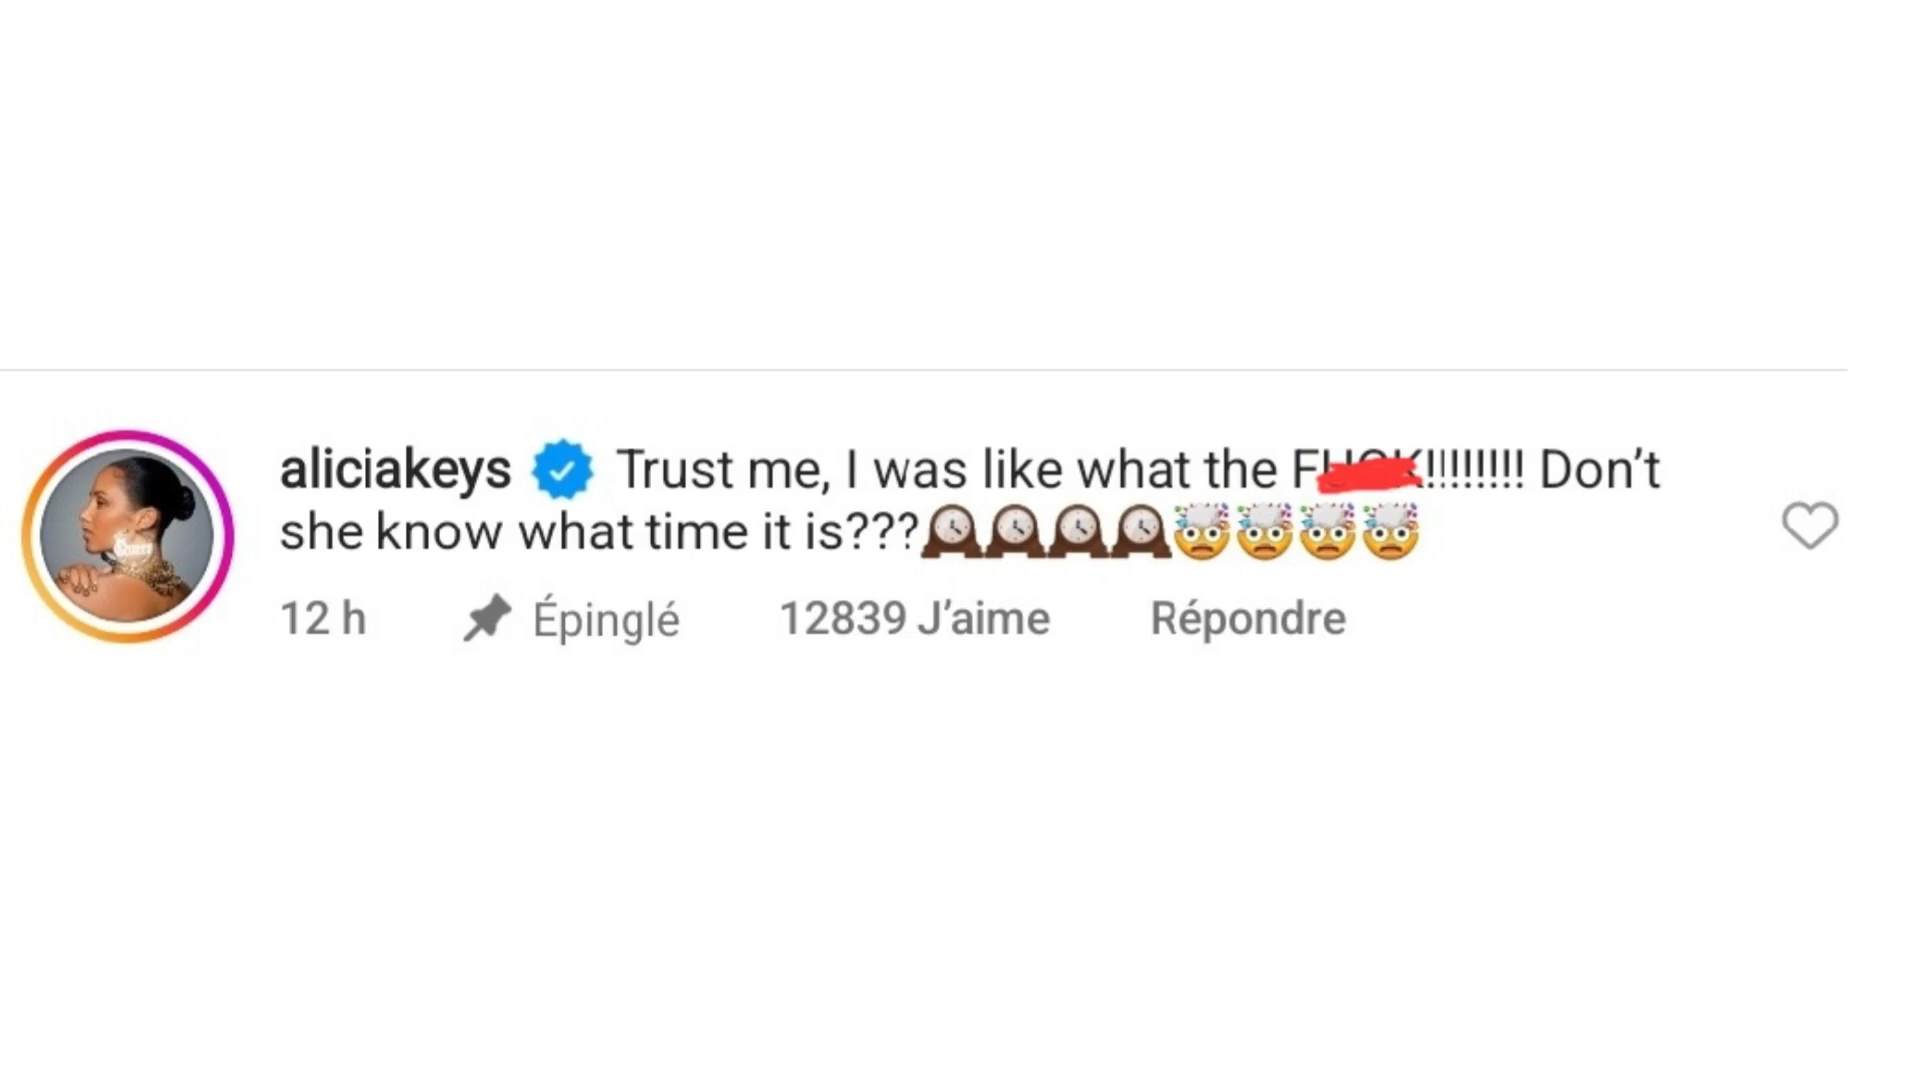 aliciakeys Trust me, I was like what the FUCK!!!!!!!! Don’t
she know what time it is???🕰️🕰️🕰️🕰️🤯🤯🤯🤯
12 h Épinglé 12839 J’aime Répondre